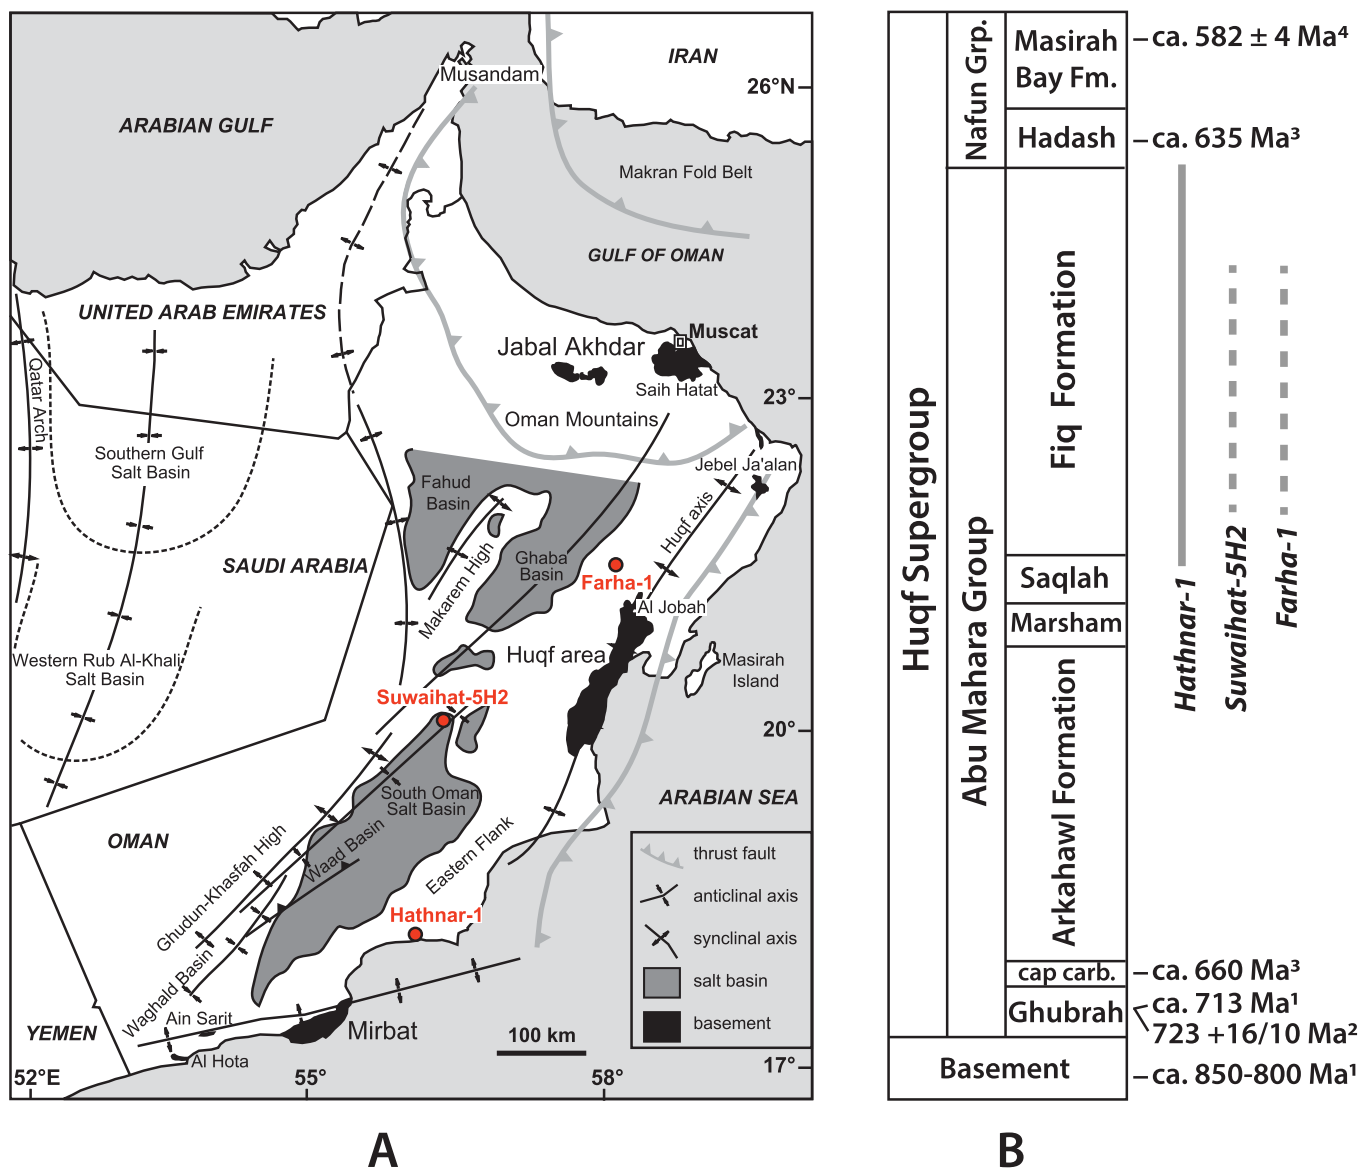 Musandam
IRAN
26°N
ARABIAN GULF
Makran Fold Belt
GULF OF OMAN
UNITED ARAB EMIRATES
Muscat
Jabal Akhdar
Qatar Arch
Saih Hatat
23°
Oman Mountains
Southern Gulf
Salt Basin
Jebel Ja'alan
Fahud
Basin
Huqf axis
SAUDI ARABIA
Ghaba
Basin
Makarem High
Farha-1
Al Jobah
Western Rub Al-Khali
Salt Basin
Huqf area
Masirah
Island
Suwaihat-5H2
20°
South Oman
Salt Basin
ARABIAN SEA
OMAN
Waad Basin
Eastern Flank
Ghudun-Khasfah High
thrust fault
anticlinal axis
Hathnar-1
synclinal axis
Waghald Basin
salt basin
Ain Sarit
Mirbat
basement
YEMEN
100 km
Al Hota
52°E
55°
58°
17°
A
Huqf Supergroup
Nafun Grp.
Masirah
Bay Fm.
ca. 582 ± 4 Ma⁴
Hadash
ca. 635 Ma³
Abu Mahara Group
Fiq Formation
Saqlah
Marsham
Arkahawl Formation
cap carb.
ca. 660 Ma³
Ghubrah
ca. 713 Ma¹
723 +16/10 Ma²
Basement
ca. 850-800 Ma¹
Hathnar-1
Suwaihat-5H2
Farha-1
B